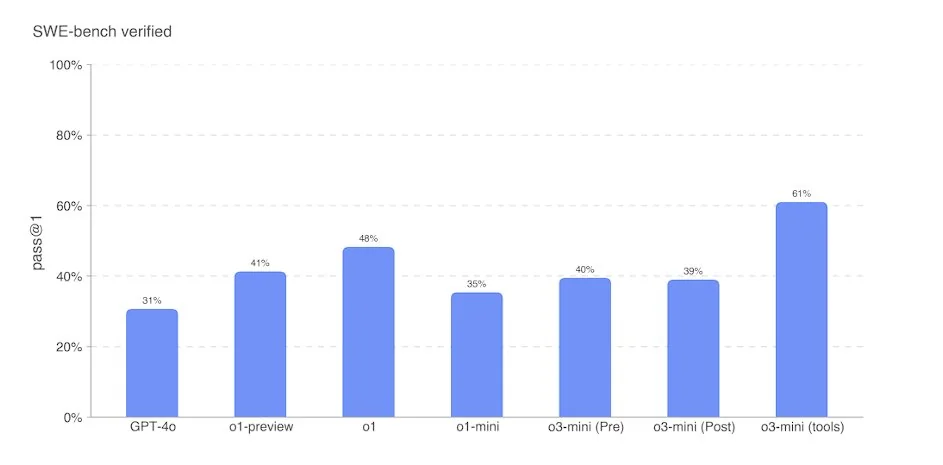 SWE-bench verified
100%
80%
60%
40%
20%
0%
pass@1
31%
41%
48%
35%
40%
39%
61%
GPT-4o
o1-preview
o1
o1-mini
o3-mini (Pre)
o3-mini (Post)
o3-mini (tools)